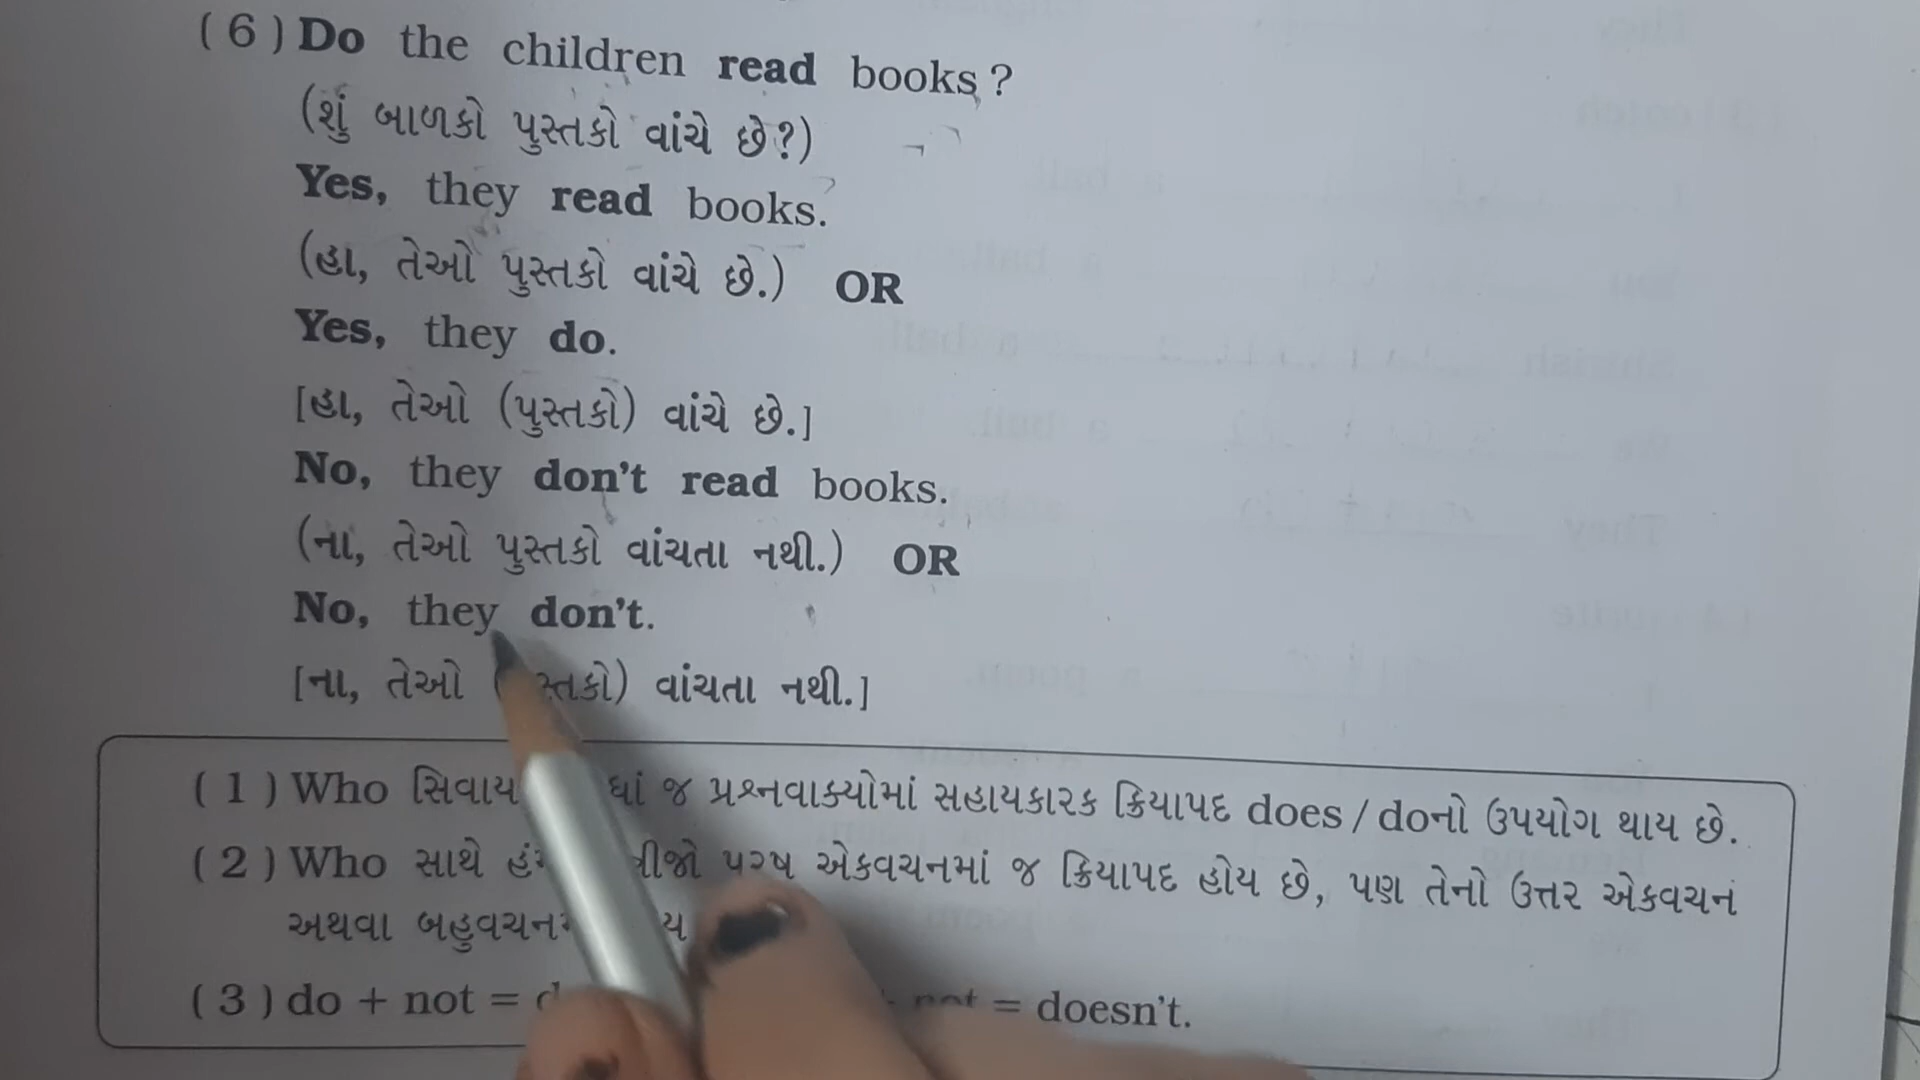 ( 6 ) Do the children read books ?
(શું બાળકો પુસ્તકો વાંચે છે?)
Yes, they read books.
(હા, તેઓ પુસ્તકો વાંચે છે.) OR
Yes, they do.
[હા, તેઓ (પુસ્તકો) વાંચે છે.]
No, they don't read books.
(ના, તેઓ પુસ્તકો વાંચતા નથી.) OR
No, they don't.
[ના, તેઓ વાંચતા નથી.]
( 1 ) Who સિવાય જ પ્રશ્નવાક્યોમાં સહાયકારક ક્રિયાપદ does / doનો ઉપયોગ થાય છે.
( 2 ) Who સાથે એકવચનમાં જ ક્રિયાપદ હોય છે, પણ તેનો ઉત્તર એકવચન
અથવા
( 3 ) do + not = not = doesn't.